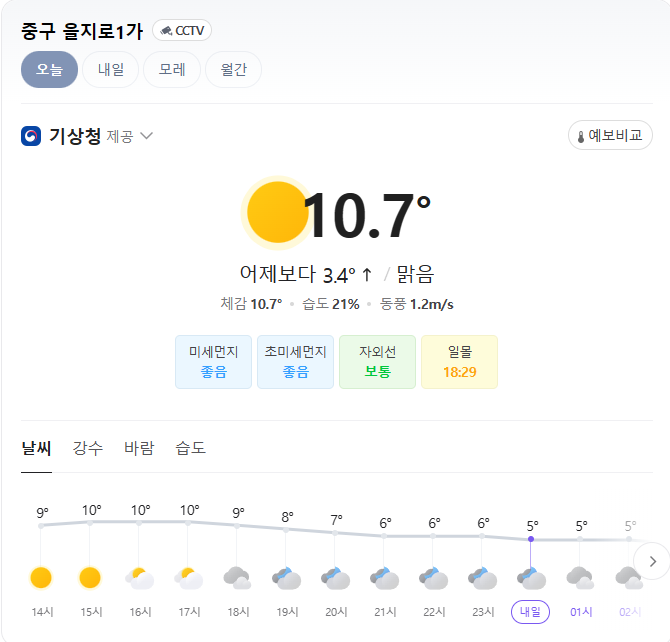 중구 을지로1가 CCTV
오늘 내일 모레 월간
기상청 제공 예보비교
10.7°
어제보다 3.4° ↑ / 맑음
체감 10.7° • 습도 21% • 동풍 1.2m/s
미세먼지 초미세먼지 자외선 일몰
좋음 좋음 보통 18:29
날씨 강수 바람 습도
9° 10° 10° 10° 9° 8° 7° 6° 6° 6° 5° 5° 5°
14시 15시 16시 17시 18시 19시 20시 21시 22시 23시 내일 01시 02시